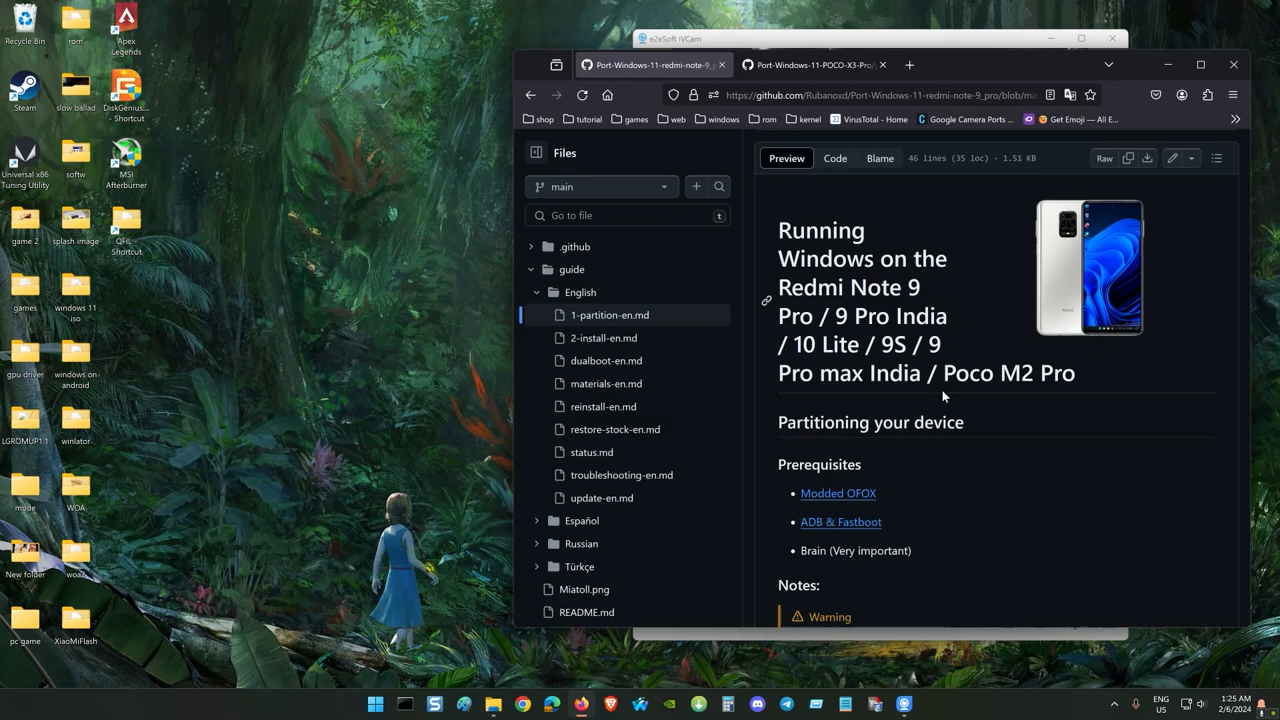 Recycle Bin
rom
Apex
Legends
Steam
slow ballad
DiskGenius...
- Shortcut
Universal x86
Tuning Utility
softw
MSI
Afterburner
game 2
splash image
QFIL -
Shortcut
games
windows 11
iso
gpu driver
windows on
android
LGROMUP1.1
winlator
mode
WOA
New folder
woaz
pc game
XiaoMiFlash
eZeSoft iVCam
Port-Windows-11-redmi-note-9_p
Port-Windows-11-POCO-X3-Pro/
https://github.com/Rubanoxd/Port-Windows-11-redmi-note-9_pro/blob/ma
shop
tutorial
games
web
windows
rom
kernel
VirusTotal - Home
Google Camera Ports ...
Get Emoji — All E...
Files
main
Go to file
t
.github
guide
English
1-partition-en.md
2-install-en.md
dualboot-en.md
materials-en.md
reinstall-en.md
restore-stock-en.md
status.md
troubleshooting-en.md
update-en.md
Español
Russian
Türkçe
Miatoll.png
README.md
Preview
Code
Blame
46 lines (35 loc) · 1.51 KB
Raw
Running
Windows on the
Redmi Note 9
Pro / 9 Pro India
/ 10 Lite / 9S / 9
Pro max India / Poco M2 Pro
Partitioning your device
Prerequisites
• Modded OFOX
• ADB & Fastboot
• Brain (Very important)
Notes:
Warning
ENG
US
1:25 AM
2/6/2024